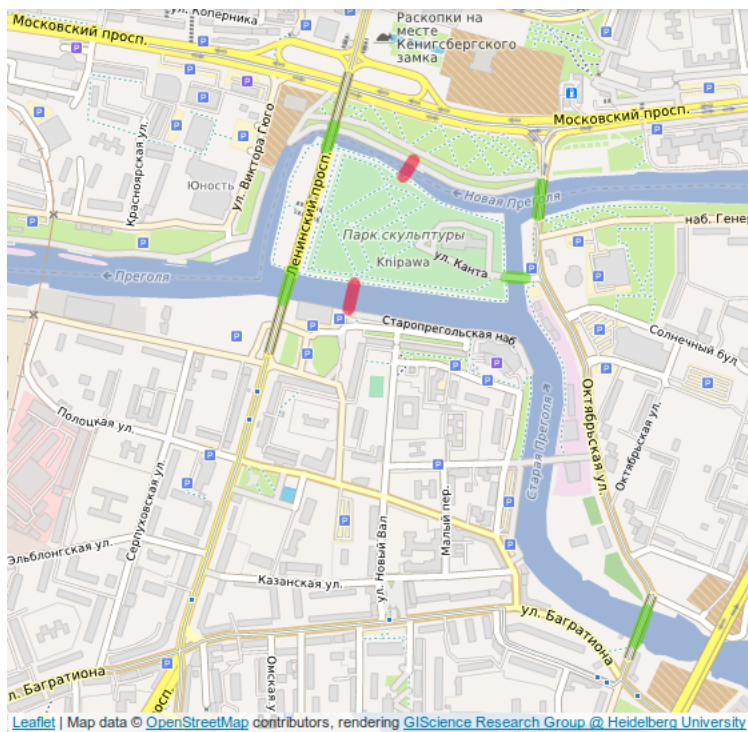 ул. Коперника
Московский просп.
Раскопки на
месте
Кёнигсбергского
замка
Московский просп.
Красноярская ул.
ул. Виктора Гюго
Юность
Ленинский просп.
← Новая Преголя
наб. Генер
Парк скульптуры
Knipawa
ул. Канта
← Преголя
Старопрегольская наб
Солнечный бул
Октябрьская ул.
Октябрьская ул.
Старая Преголя
Полоцкая ул.
Серпуховская ул.
Эльблонгская ул.
Малый пер.
ул. Новый Вал
Казанская ул.
ул. Багратиона
л. Багратиона
Омская у
росп.
Leaflet | Map data © OpenStreetMap contributors, rendering GIScience Research Group @ Heidelberg University